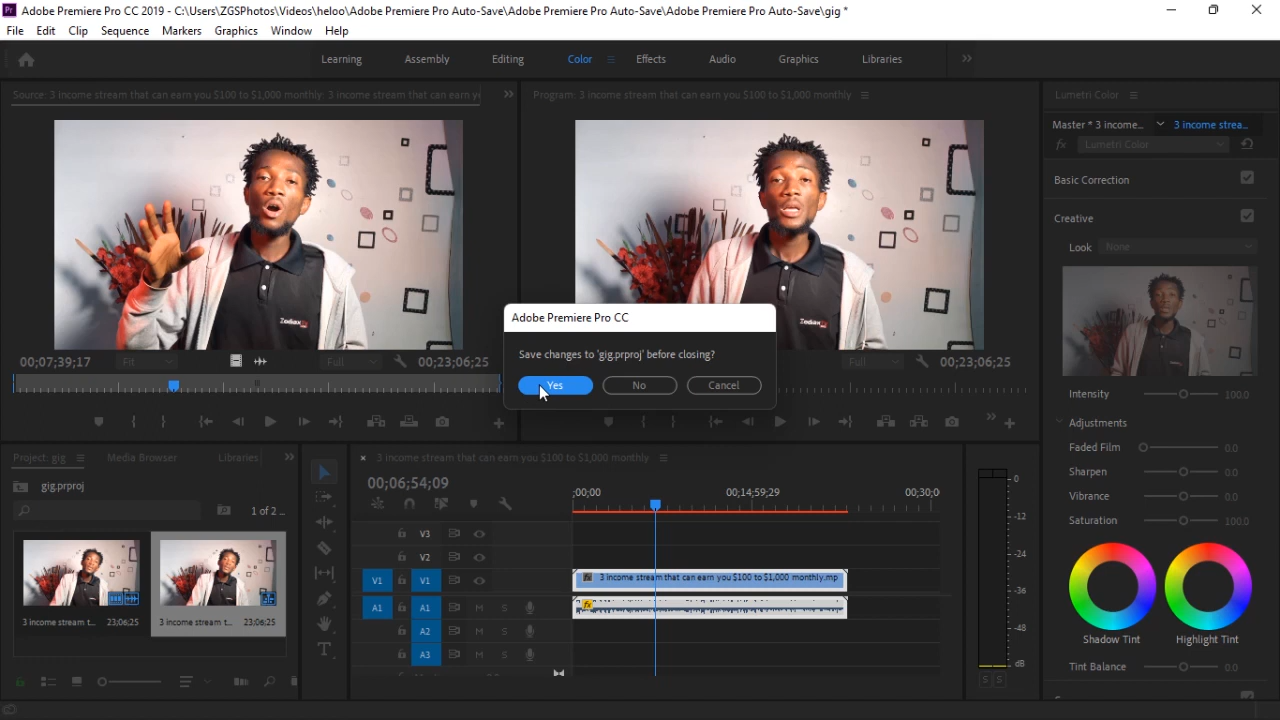 Adobe Premiere Pro CC 2019 - C:\Users\ZGSPhotos\Videos\heloo\Adobe Premiere Pro Auto-Save\Adobe Premiere Pro Auto-Save\Adobe Premiere Pro Auto-Save\gig *
File Edit Clip Sequence Markers Graphics Window Help
Learning Assembly Editing Color Effects Audio Graphics Libraries
Source: 3 income stream that can earn you $100 to $1,000 monthly: 3 income stream that can earn y
Program: 3 income stream that can earn you $100 to $1,000 monthly
Lumetri Color
Master * 3 income... 3 income strea...
fx Lumetri Color
Basic Correction
Creative
Look None
Adobe Premiere Pro CC
Save changes to 'gig.prproj' before closing?
Yes No Cancel
00;07;39;17 Fit Full 00;23;06;25
Full 00;23;06;25
Intensity 100.0
Adjustments
Faded Film 0.0
Sharpen 0.0
Vibrance 0.0
Saturation 100.0
Shadow Tint Highlight Tint
Tint Balance 0.0
Project: gig Media Browser Libraries
gig.prproj
1 of 2 ...
3 income stream t... 23;06;25
3 income stream t... 23;06;25
3 income stream that can earn you $100 to $1,000 monthly
00;06;54;09
;00;00 00;14;59;29 00;30;0
V3
V2
V1 V1 fx 3 income stream that can earn you $100 to $1,000 monthly.mp
A1 A1 M S fx
A2 M S
A3 M S
0
-12
-24
-36
-48
dB
S S